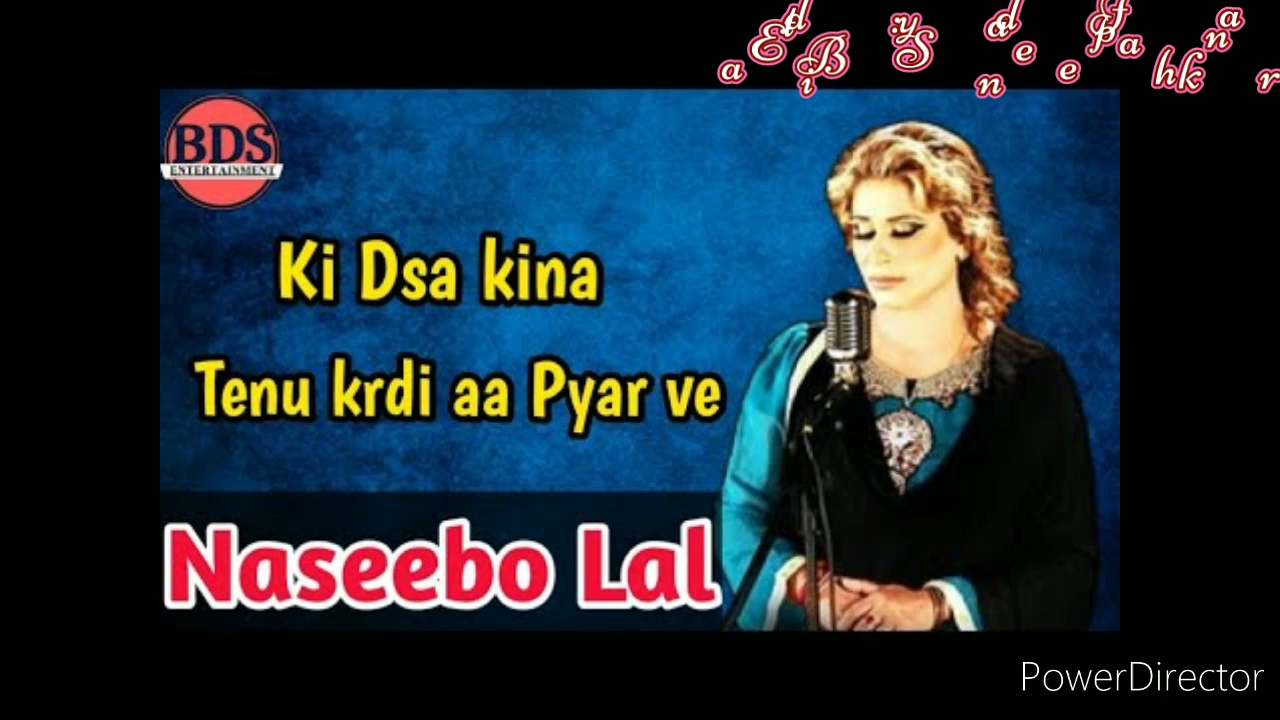 BDS
ENTERTAINMENT
Ki Dsa kina
Tenu krdi aa Pyar ve
Naseebo Lal
PowerDirector